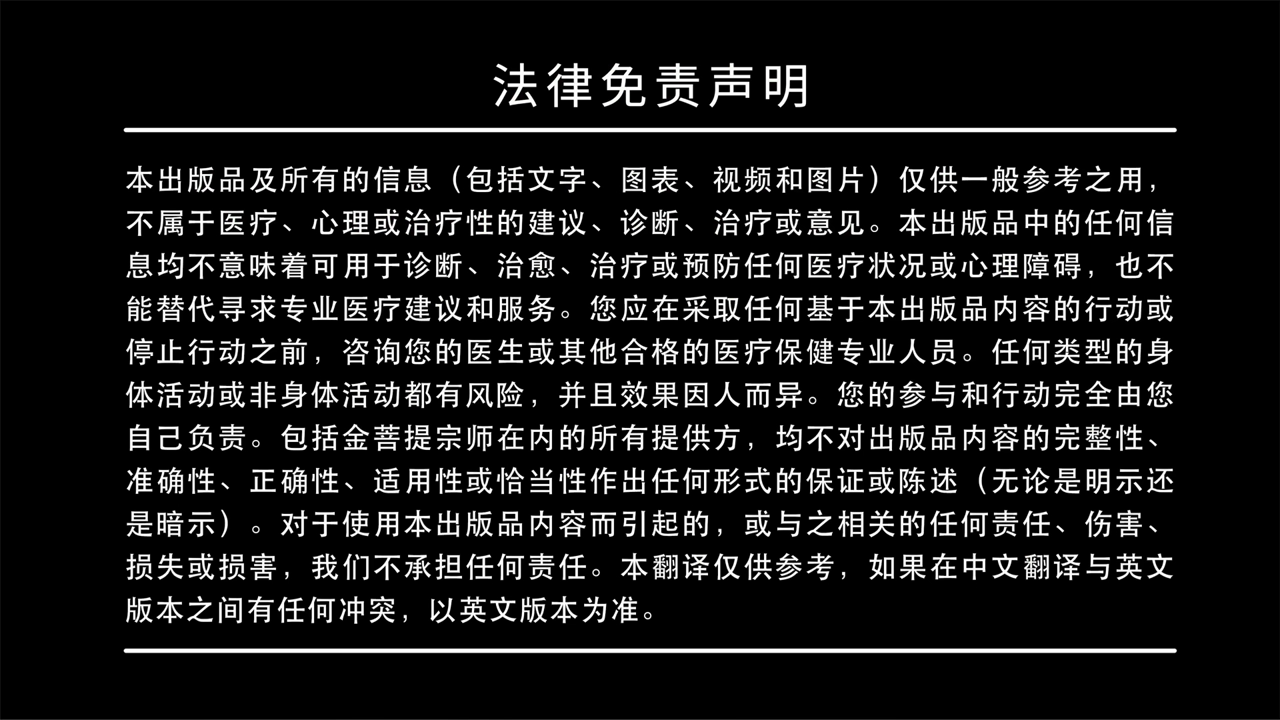 法律免责声明
本出版品及所有的信息（包括文字、图表、视频和图片）仅供一般参考之用，
不属于医疗、心理或治疗性的建议、诊断、治疗或意见。本出版品中的任何信
息均不意味着可用于诊断、治愈、治疗或预防任何医疗状况或心理障碍，也不
能替代寻求专业医疗建议和服务。您应在采取任何基于本出版品内容的行动或
停止行动之前，咨询您的医生或其他合格的医疗保健专业人员。任何类型的身
体活动或非身体活动都有风险，并且效果因人而异。您的参与和行动完全由您
自己负责。包括金菩提宗师在内的所有提供方，均不对出版品内容的完整性、
准确性、正确性、适用性或恰当性作出任何形式的保证或陈述（无论是明示还
是暗示）。对于使用本出版品内容而引起的，或与之相关的任何责任、伤害、
损失或损害，我们不承担任何责任。本翻译仅供参考，如果在中文翻译与英文
版本之间有任何冲突，以英文版本为准。